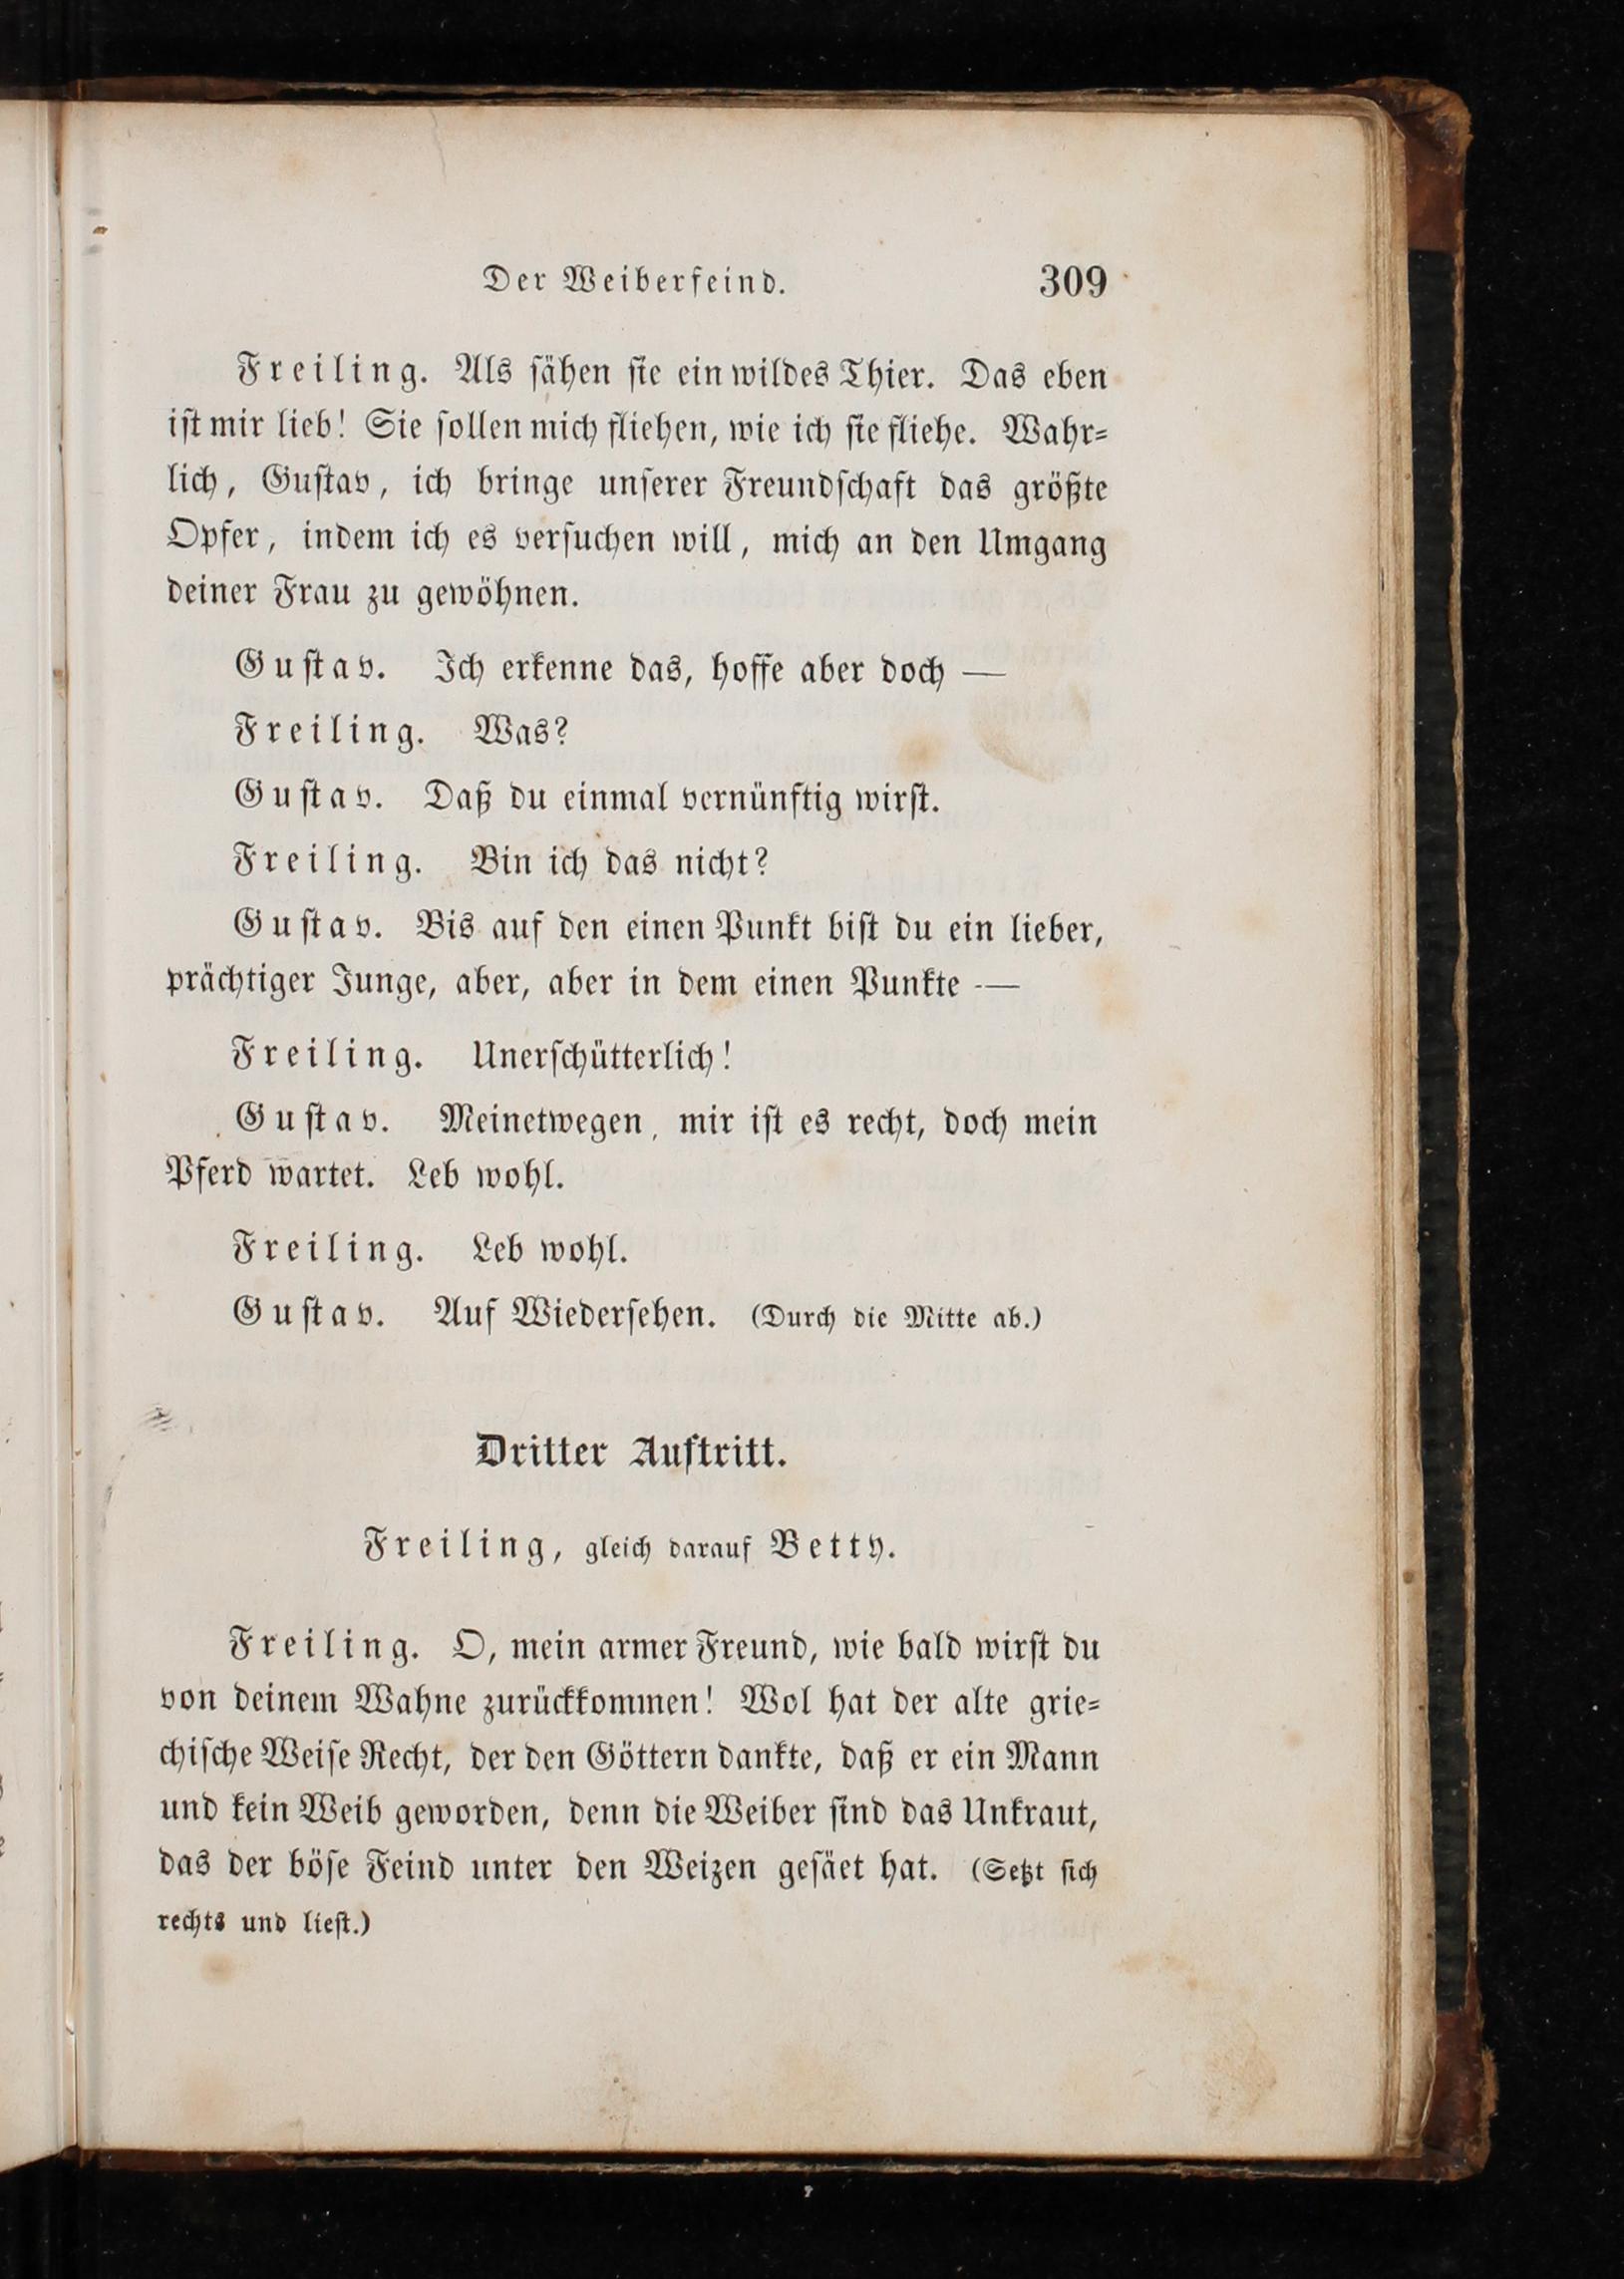 Der Weiberfeind. 309
Freiling. Als ſähen ſie ein wildes Thier. Das eben
iſt mir lieb! Sie ſollen mich fliehen, wie ich ſie fliehe. Wahr⸗
lich, Guſtav, ich bringe unſerer Freundſchaft das größte
Opfer, indem ich es verſuchen will, mich an den Umgang
deiner Frau zu gewöhnen.
Guſtav. Ich erkenne das, hoffe aber doch —
Freiling. Was?
Guſtav. Daß du einmal vernünftig wirſt.
Freiling. Bin ich das nicht?
Guſtav. Bis auf den einen Punkt biſt du ein lieber,
prächtiger Junge, aber, aber in dem einen Punkte —
Freiling. Unerſchütterlich!
Guſtav. Meinetwegen, mir iſt es recht, doch mein
Pferd wartet. Leb wohl.
Freiling. Leb wohl.
Guſtav. Auf Wiederſehen. (Durch die Mitte ab.)
Dritter Auftritt.
Freiling, gleich darauf Betty.
Freiling. O, mein armer Freund, wie bald wirſt du
von deinem Wahne zurückkommen! Wol hat der alte grie⸗
chiſche Weiſe Recht, der den Göttern dankte, daß er ein Mann
und kein Weib geworden, denn die Weiber ſind das Unkraut,
das der böſe Feind unter den Weizen geſäet hat. (Setzt ſich
rechts und lieſt.)